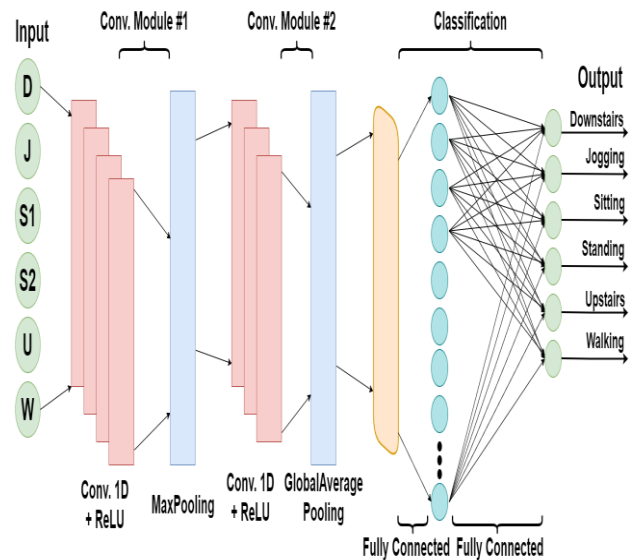 Conv. Module #1
Conv. Module #2
Classification
Input
Output
D
J
S1
S2
U
W
Downstairs
Jogging
Sitting
Standing
Upstairs
Walking
Conv. 1D
+ ReLU
MaxPooling
Conv. 1D
+ ReLU
GlobalAverage
Pooling
Fully Connected
Fully Connected